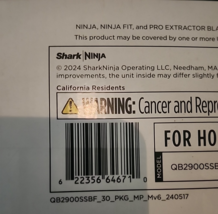 NINJA, NINJA FIT, and PRO EXTRACTOR BLA
This product may be covered by one or more
Shark NINJA
© 2024 SharkNinja Operating LLC, Needham, MA
improvements, the unit inside may differ slightly f
California Residents
WARNING: Cancer and Repro
FOR HO
MODEL
QB2900SSB
6 22356 64671 0
QB2900SSBF_30_PKG_MP_Mv6_240517